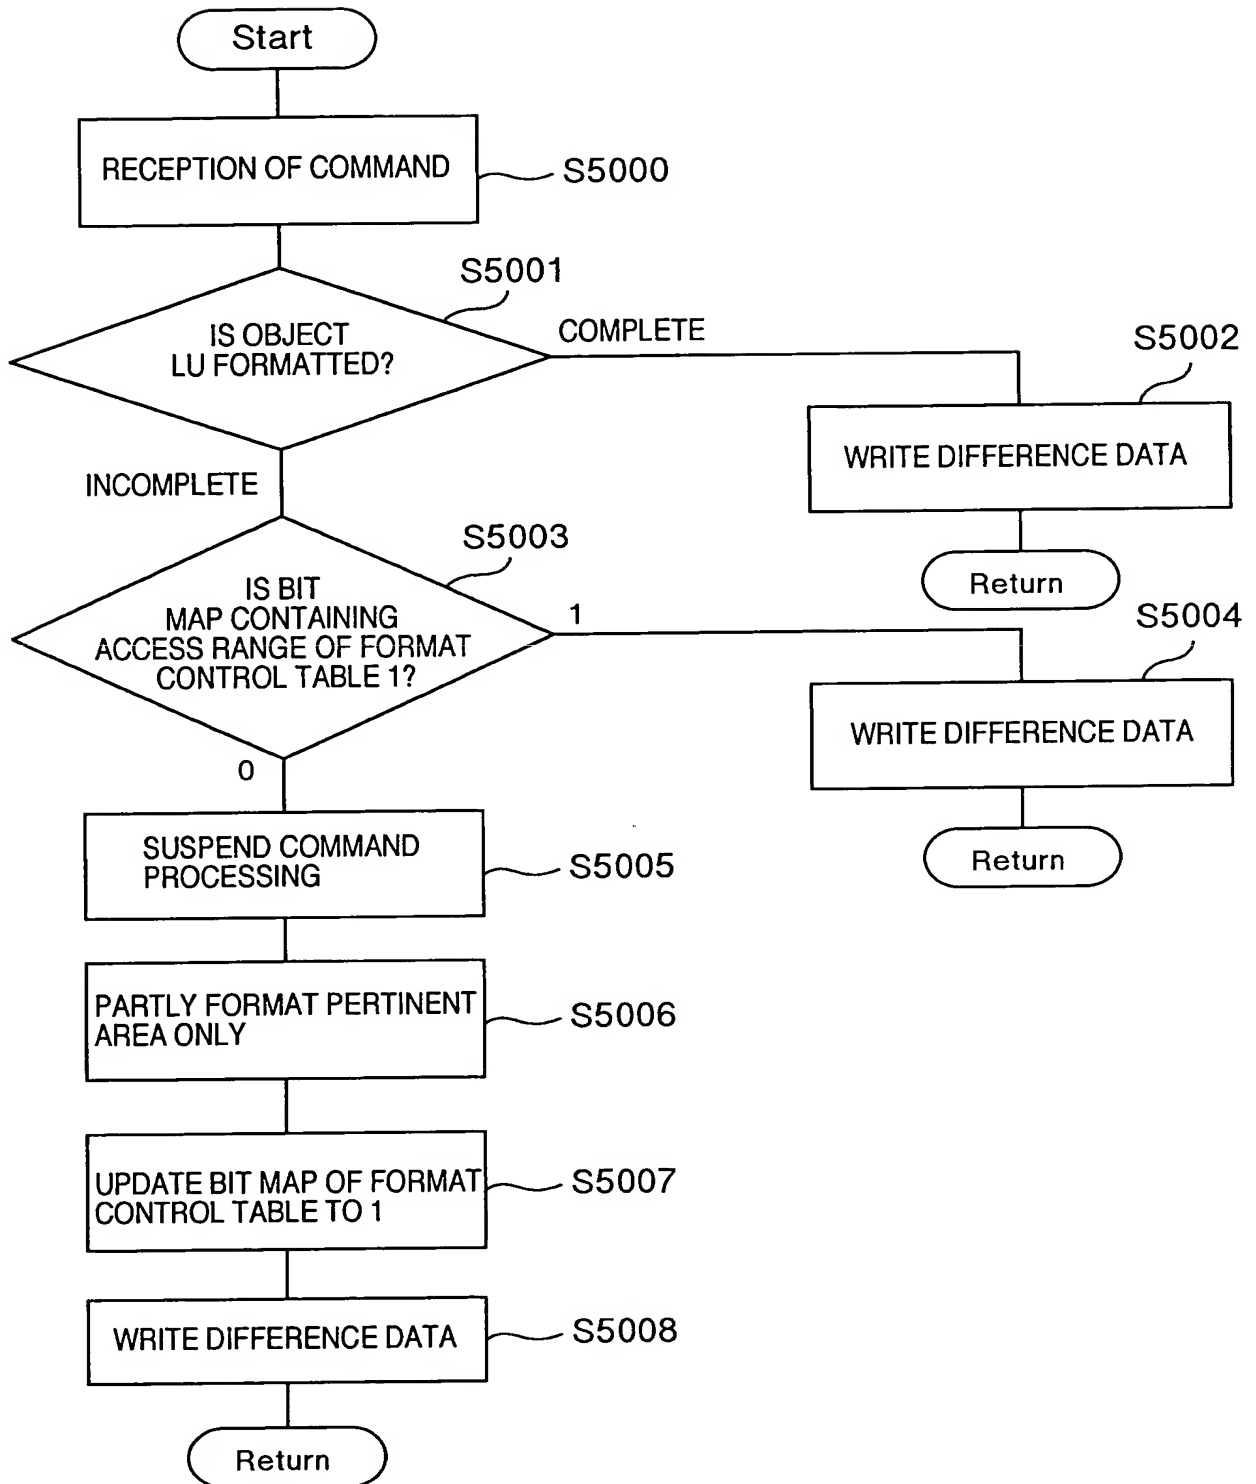 Start
RECEPTION OF COMMAND
S5000
S5001
IS OBJECT
LU FORMATTED?
COMPLETE
S5002
WRITE DIFFERENCE DATA
Return
INCOMPLETE
S5003
IS BIT
MAP CONTAINING
ACCESS RANGE OF FORMAT
CONTROL TABLE 1?
1
S5004
WRITE DIFFERENCE DATA
Return
0
SUSPEND COMMAND
PROCESSING
S5005
PARTLY FORMAT PERTINENT
AREA ONLY
S5006
UPDATE BIT MAP OF FORMAT
CONTROL TABLE TO 1
S5007
WRITE DIFFERENCE DATA
S5008
Return